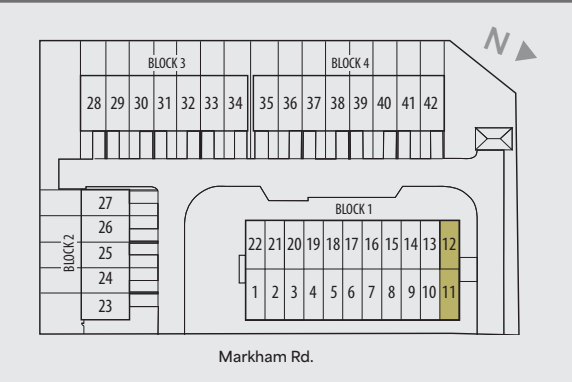 N
BLOCK 3 BLOCK 4
28 29 30 31 32 33 34 35 36 37 38 39 40 41 42
27
26
25
24
23
BLOCK 2
BLOCK 1
22 21 20 19 18 17 16 15 14 13 12
1 2 3 4 5 6 7 8 9 10 11
Markham Rd.